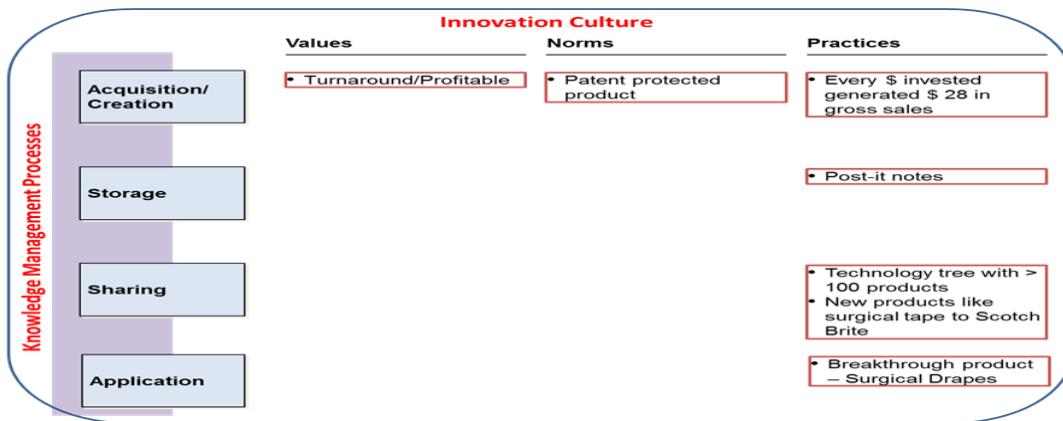 Innovation Culture
Values
Norms
Practices
Knowledge Management Processes
Acquisition/
Creation
• Turnaround/Profitable
• Patent protected
product
• Every $ invested
generated $ 28 in
gross sales
Storage
• Post-it notes
Sharing
• Technology tree with >
100 products
• New products like
surgical tape to Scotch
Brite
Application
• Breakthrough product
– Surgical Drapes